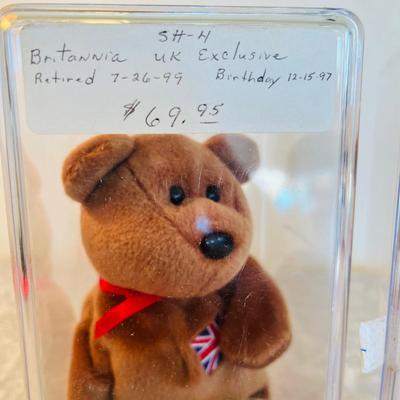 SH-H
Britannia UK Exclusive
Retired 7-26-99 Birthday 12-15-97
$69.95